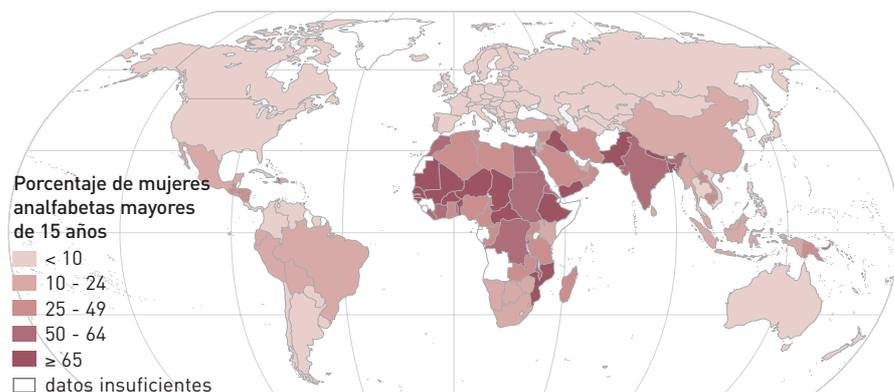 Porcentaje de mujeres
analfabetas mayores
de 15 años
< 10
10 - 24
25 - 49
50 - 64
≥ 65
datos insuficientes